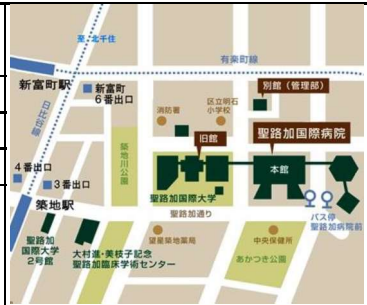 至・北千住
有楽町線
新富町駅
新富町
6番出口
日比谷線
消防署
区立明石
小学校
別館（管理部）
旧館
聖路加国際病院
築地川公園
本館
4番出口
3番出口
聖路加国際大学
築地駅
聖路加通り
バス停
聖路加病院前
聖路加
国際大学
2号館
大村進・美枝子記念
聖路加臨床学術センター
望星築地薬局
中央保健所
あかつき公園